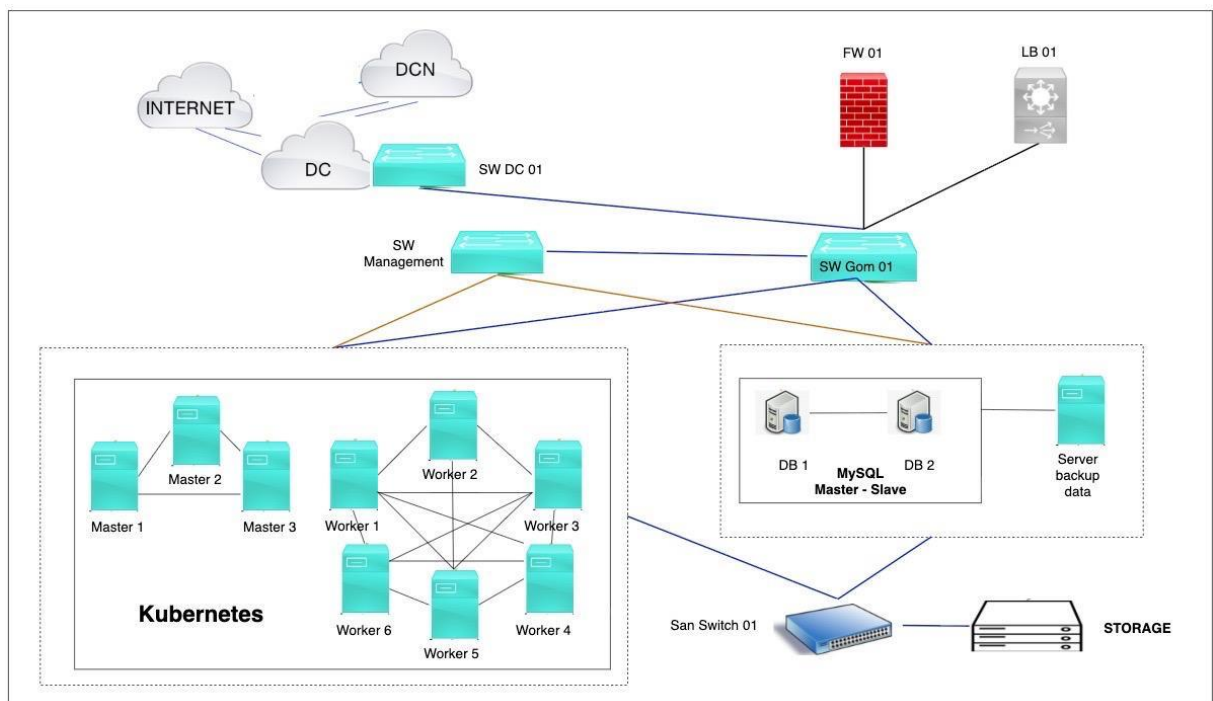 FW 01
LB 01
DCN
INTERNET
DC
SW DC 01
SW
Management
SW Gom 01
Master 2
Master 1
Master 3
Worker 2
Worker 1
Worker 3
Worker 6
Worker 5
Worker 4
Kubernetes
DB 1
DB 2
MySQL
Master - Slave
Server
backup
data
San Switch 01
STORAGE